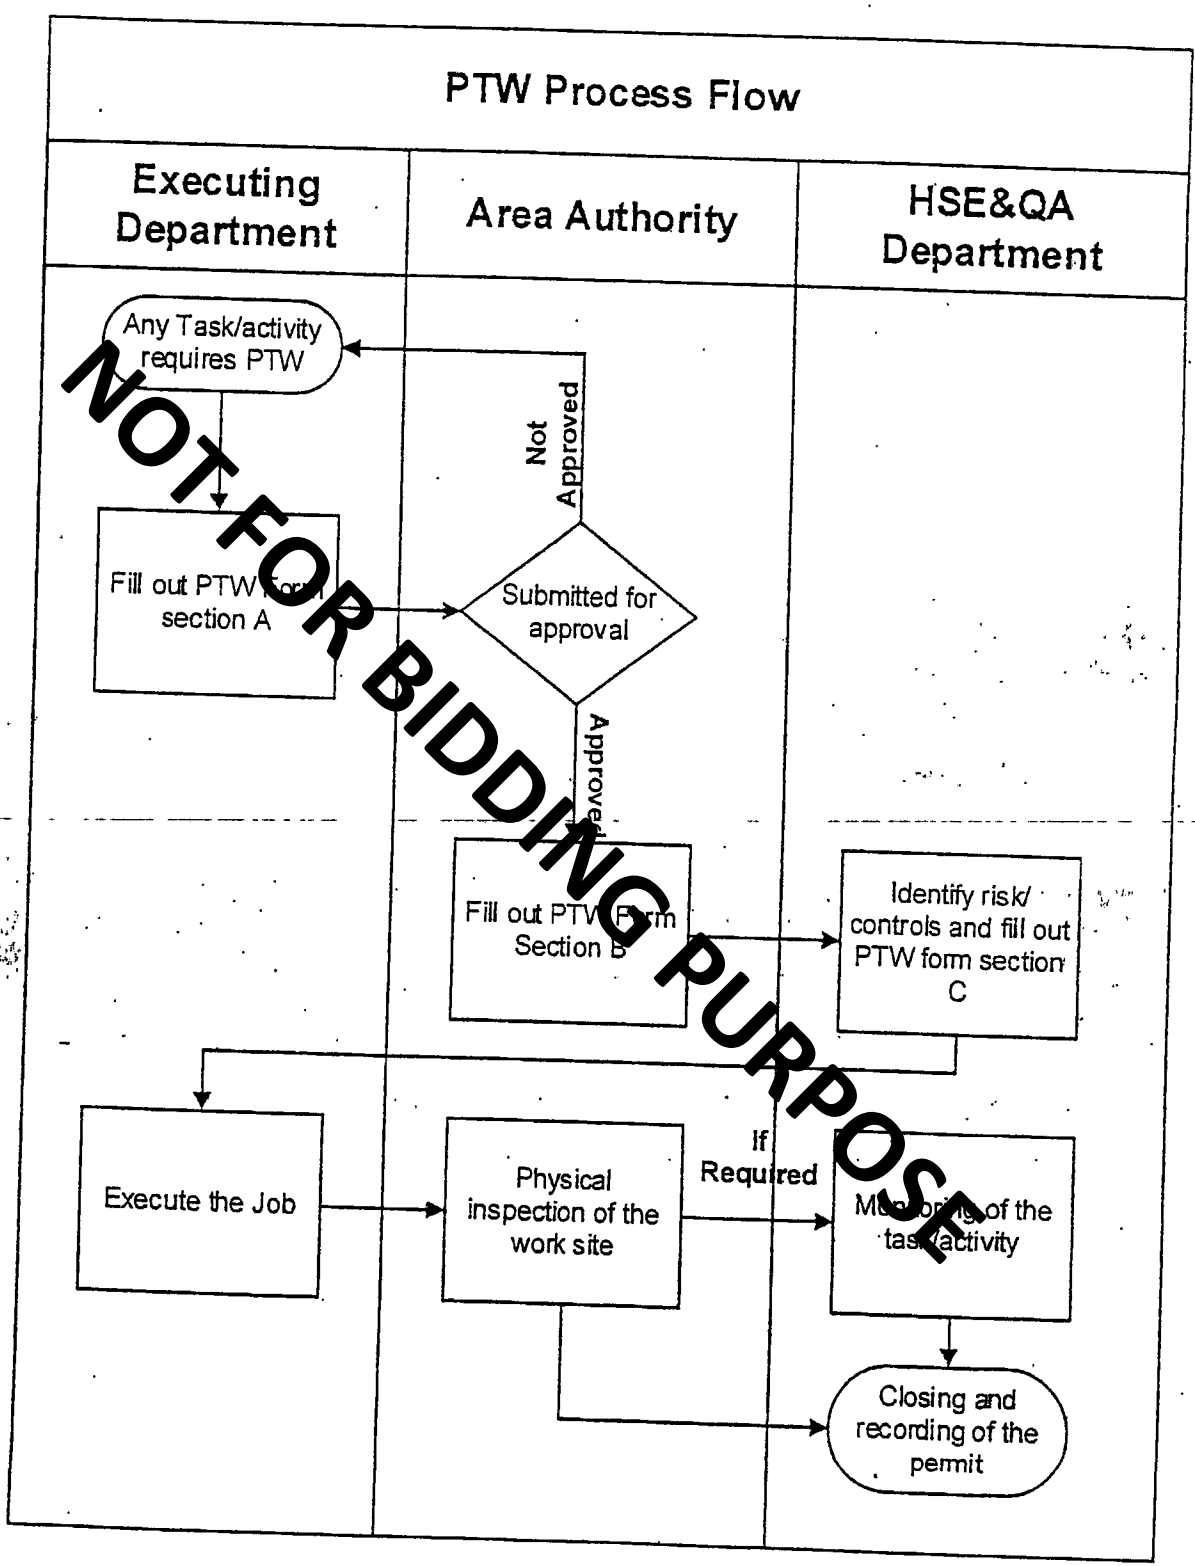 PTW Process Flow
Executing
Department
Area Authority
HSE&QA
Department
Any Task/activity
requires PTW
Not
Approved
Fill out PTW Form
section A
Submitted for
approval
Approved
Fill out PTW Form
Section B
Identify risk/
controls and fill out
PTW form section
C
Execute the Job
Physical
inspection of the
work site
If
Required
Monitoring of the
task/activity
Closing and
recording of the
permit
NOT FOR BIDDING PURPOSE